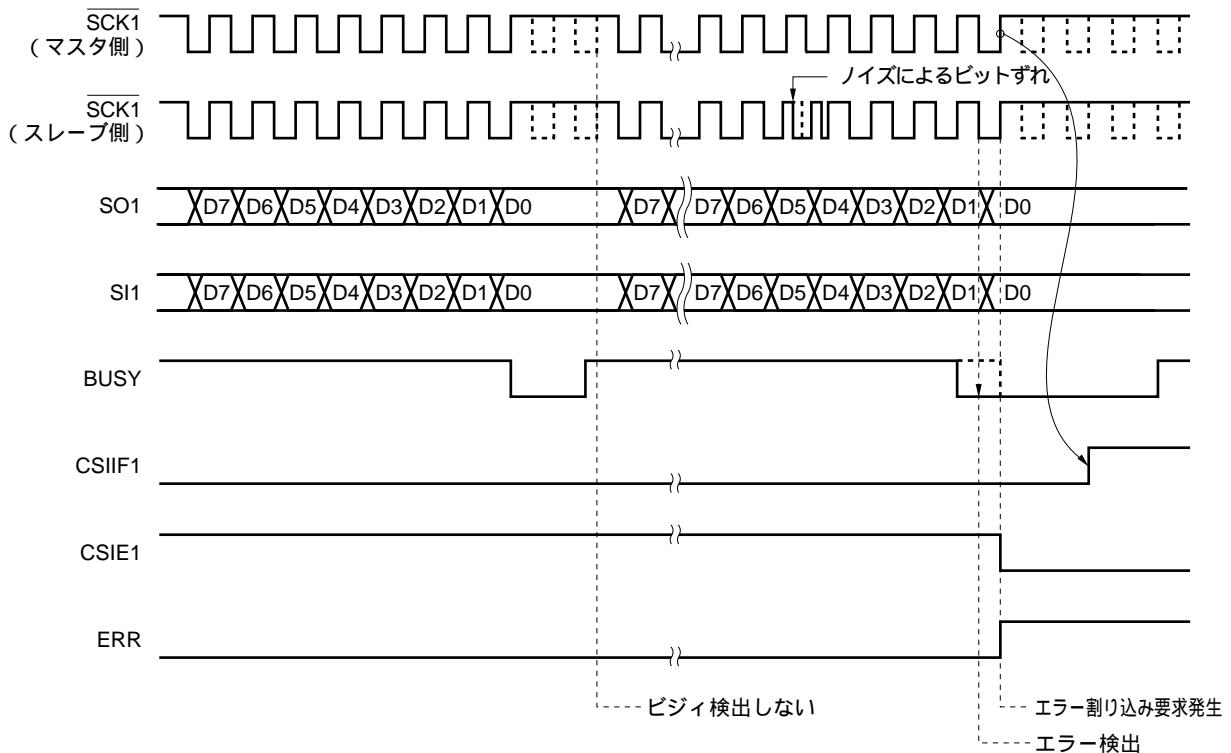 SCK1
（マスタ側）
ノイズによるビットずれ
SCK1
（スレーブ側）
SO1 D7 D6 D5 D4 D3 D2 D1 D0 D7 D7 D6 D5 D4 D3 D2 D1 D0
SI1 D7 D6 D5 D4 D3 D2 D1 D0 D7 D7 D6 D5 D4 D3 D2 D1 D0
BUSY
CSIIF1
CSIE1
ERR
ビジィ検出しない
エラー割り込み要求発生
エラー検出